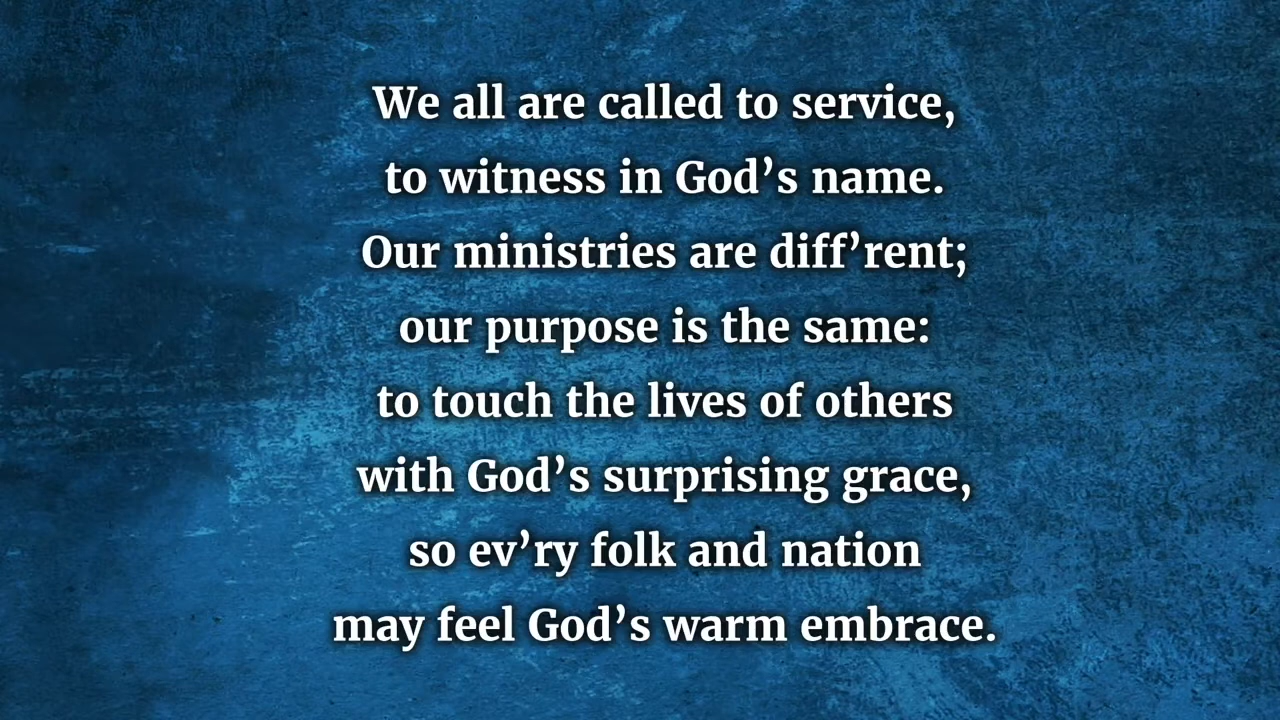 We all are called to service,
to witness in God’s name.
Our ministries are diff’rent;
our purpose is the same:
to touch the lives of others
with God’s surprising grace,
so ev’ry folk and nation
may feel God’s warm embrace.